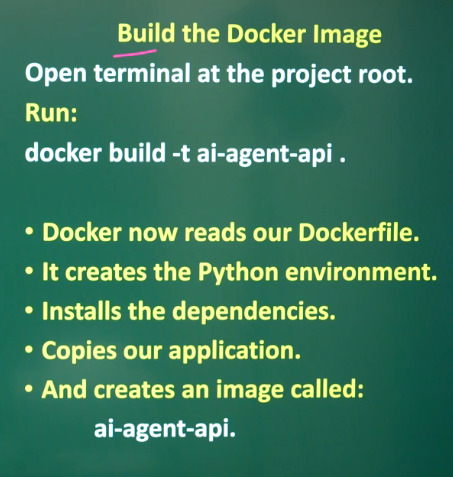 Build the Docker Image
Open terminal at the project root.
Run:
docker build -t ai-agent-api .
• Docker now reads our Dockerfile.
• It creates the Python environment.
• Installs the dependencies.
• Copies our application.
• And creates an image called:
ai-agent-api.